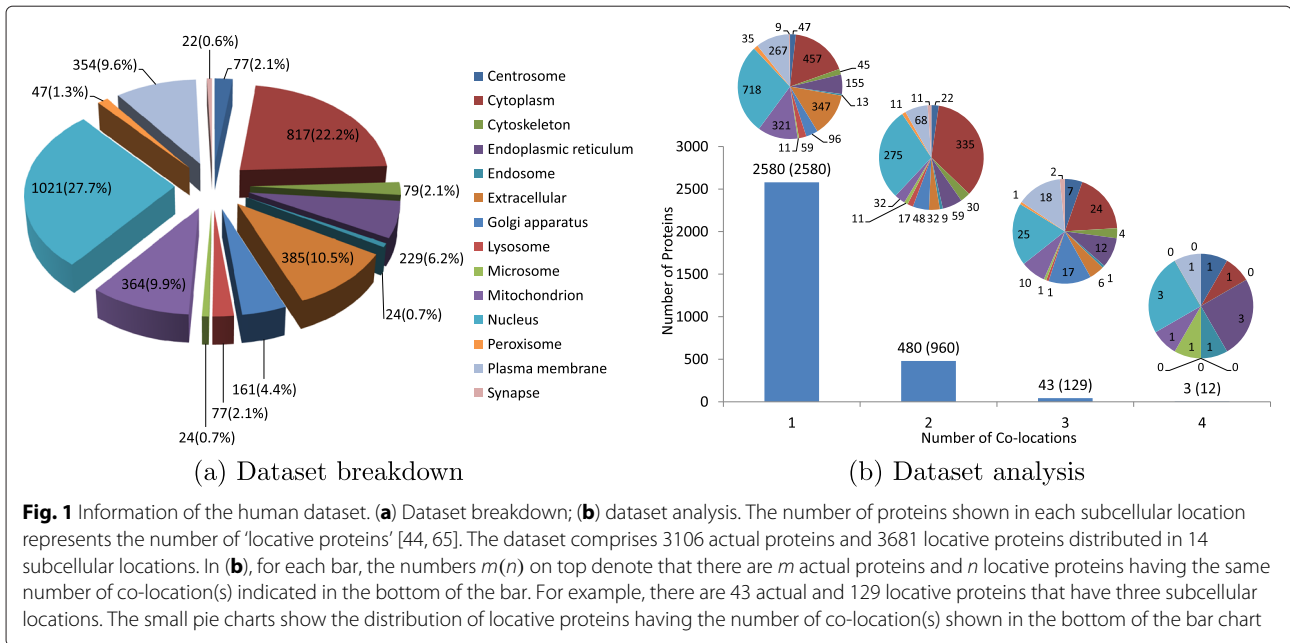 22(0.6%)
77(2.1%)
354(9.6%)
47(1.3%)
817(22.2%)
1021(27.7%)
79(2.1%)
229(6.2%)
385(10.5%)
24(0.7%)
364(9.9%)
161(4.4%)
77(2.1%)
24(0.7%)
Centrosome
Cytoplasm
Cytoskeleton
Endoplasmic reticulum
Endosome
Extracellular
Golgi apparatus
Lysosome
Microsome
Mitochondrion
Nucleus
Peroxisome
Plasma membrane
Synapse
(a) Dataset breakdown
Number of Proteins
3000
2500
2000
1500
1000
500
0
9 47
35 267 457
45
718 155
13
347
321 96
11 59
2580 (2580)
11 22
11 68
335
275
32 30
11 17 48 32 9 59
480 (960)
2 7
1 18 24
4
25 12
10 17 6 1
1 1
43 (129)
0 0
1 1
1 0
3 3
1 1 1
0 0 0
3 (12)
1 2 3 4
Number of Co-locations
(b) Dataset analysis
Fig. 1 Information of the human dataset. (a) Dataset breakdown; (b) dataset analysis. The number of proteins shown in each subcellular location
represents the number of ‘locative proteins’ [44, 65]. The dataset comprises 3106 actual proteins and 3681 locative proteins distributed in 14
subcellular locations. In (b), for each bar, the numbers m(n) on top denote that there are m actual proteins and n locative proteins having the same
number of co-location(s) indicated in the bottom of the bar. For example, there are 43 actual and 129 locative proteins that have three subcellular
locations. The small pie charts show the distribution of locative proteins having the number of co-location(s) shown in the bottom of the bar chart